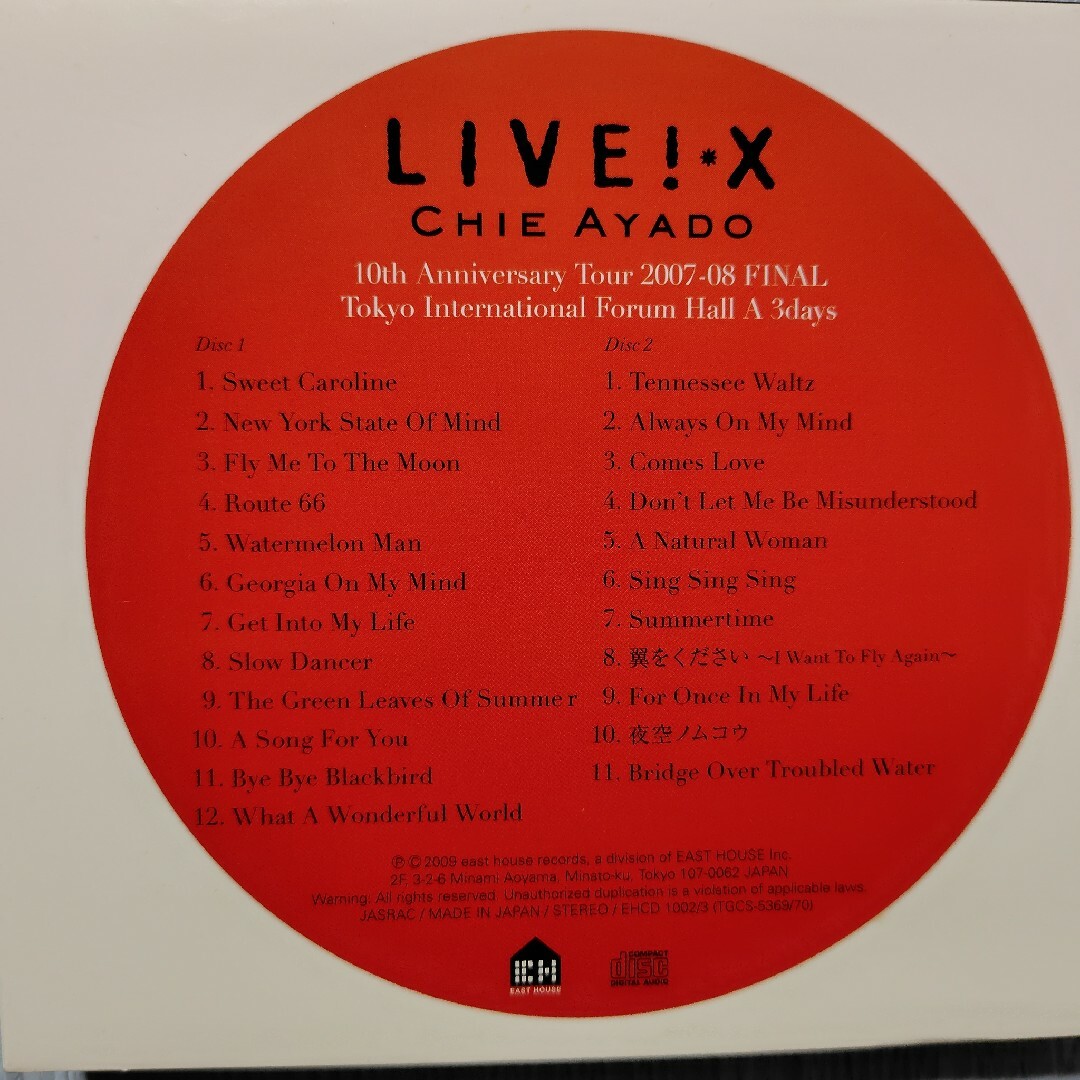 LIVE!*X
CHIE AYADO
10th Anniversary Tour 2007-08 FINAL
Tokyo International Forum Hall A 3days
Disc 1
1. Sweet Caroline
2. New York State Of Mind
3. Fly Me To The Moon
4. Route 66
5. Watermelon Man
6. Georgia On My Mind
7. Get Into My Life
8. Slow Dancer
9. The Green Leaves Of Summer
10. A Song For You
11. Bye Bye Blackbird
12. What A Wonderful World
Disc 2
1. Tennessee Waltz
2. Always On My Mind
3. Comes Love
4. Don't Let Me Be Misunderstood
5. A Natural Woman
6. Sing Sing Sing
7. Summertime
8. 翼をください ～I Want To Fly Again～
9. For Once In My Life
10. 夜空ノムコウ
11. Bridge Over Troubled Water
℗ © 2009 east house records, a division of EAST HOUSE Inc.
2F, 3-2-6 Minami Aoyama, Minato-ku, Tokyo 107-0062 JAPAN
Warning: All rights reserved. Unauthorized duplication is a violation of applicable laws.
JASRAC / MADE IN JAPAN / STEREO / EHCD 1002/3 (TGCS-5369/70)
EH
EAST HOUSE
COMPACT
disc
DIGITAL AUDIO